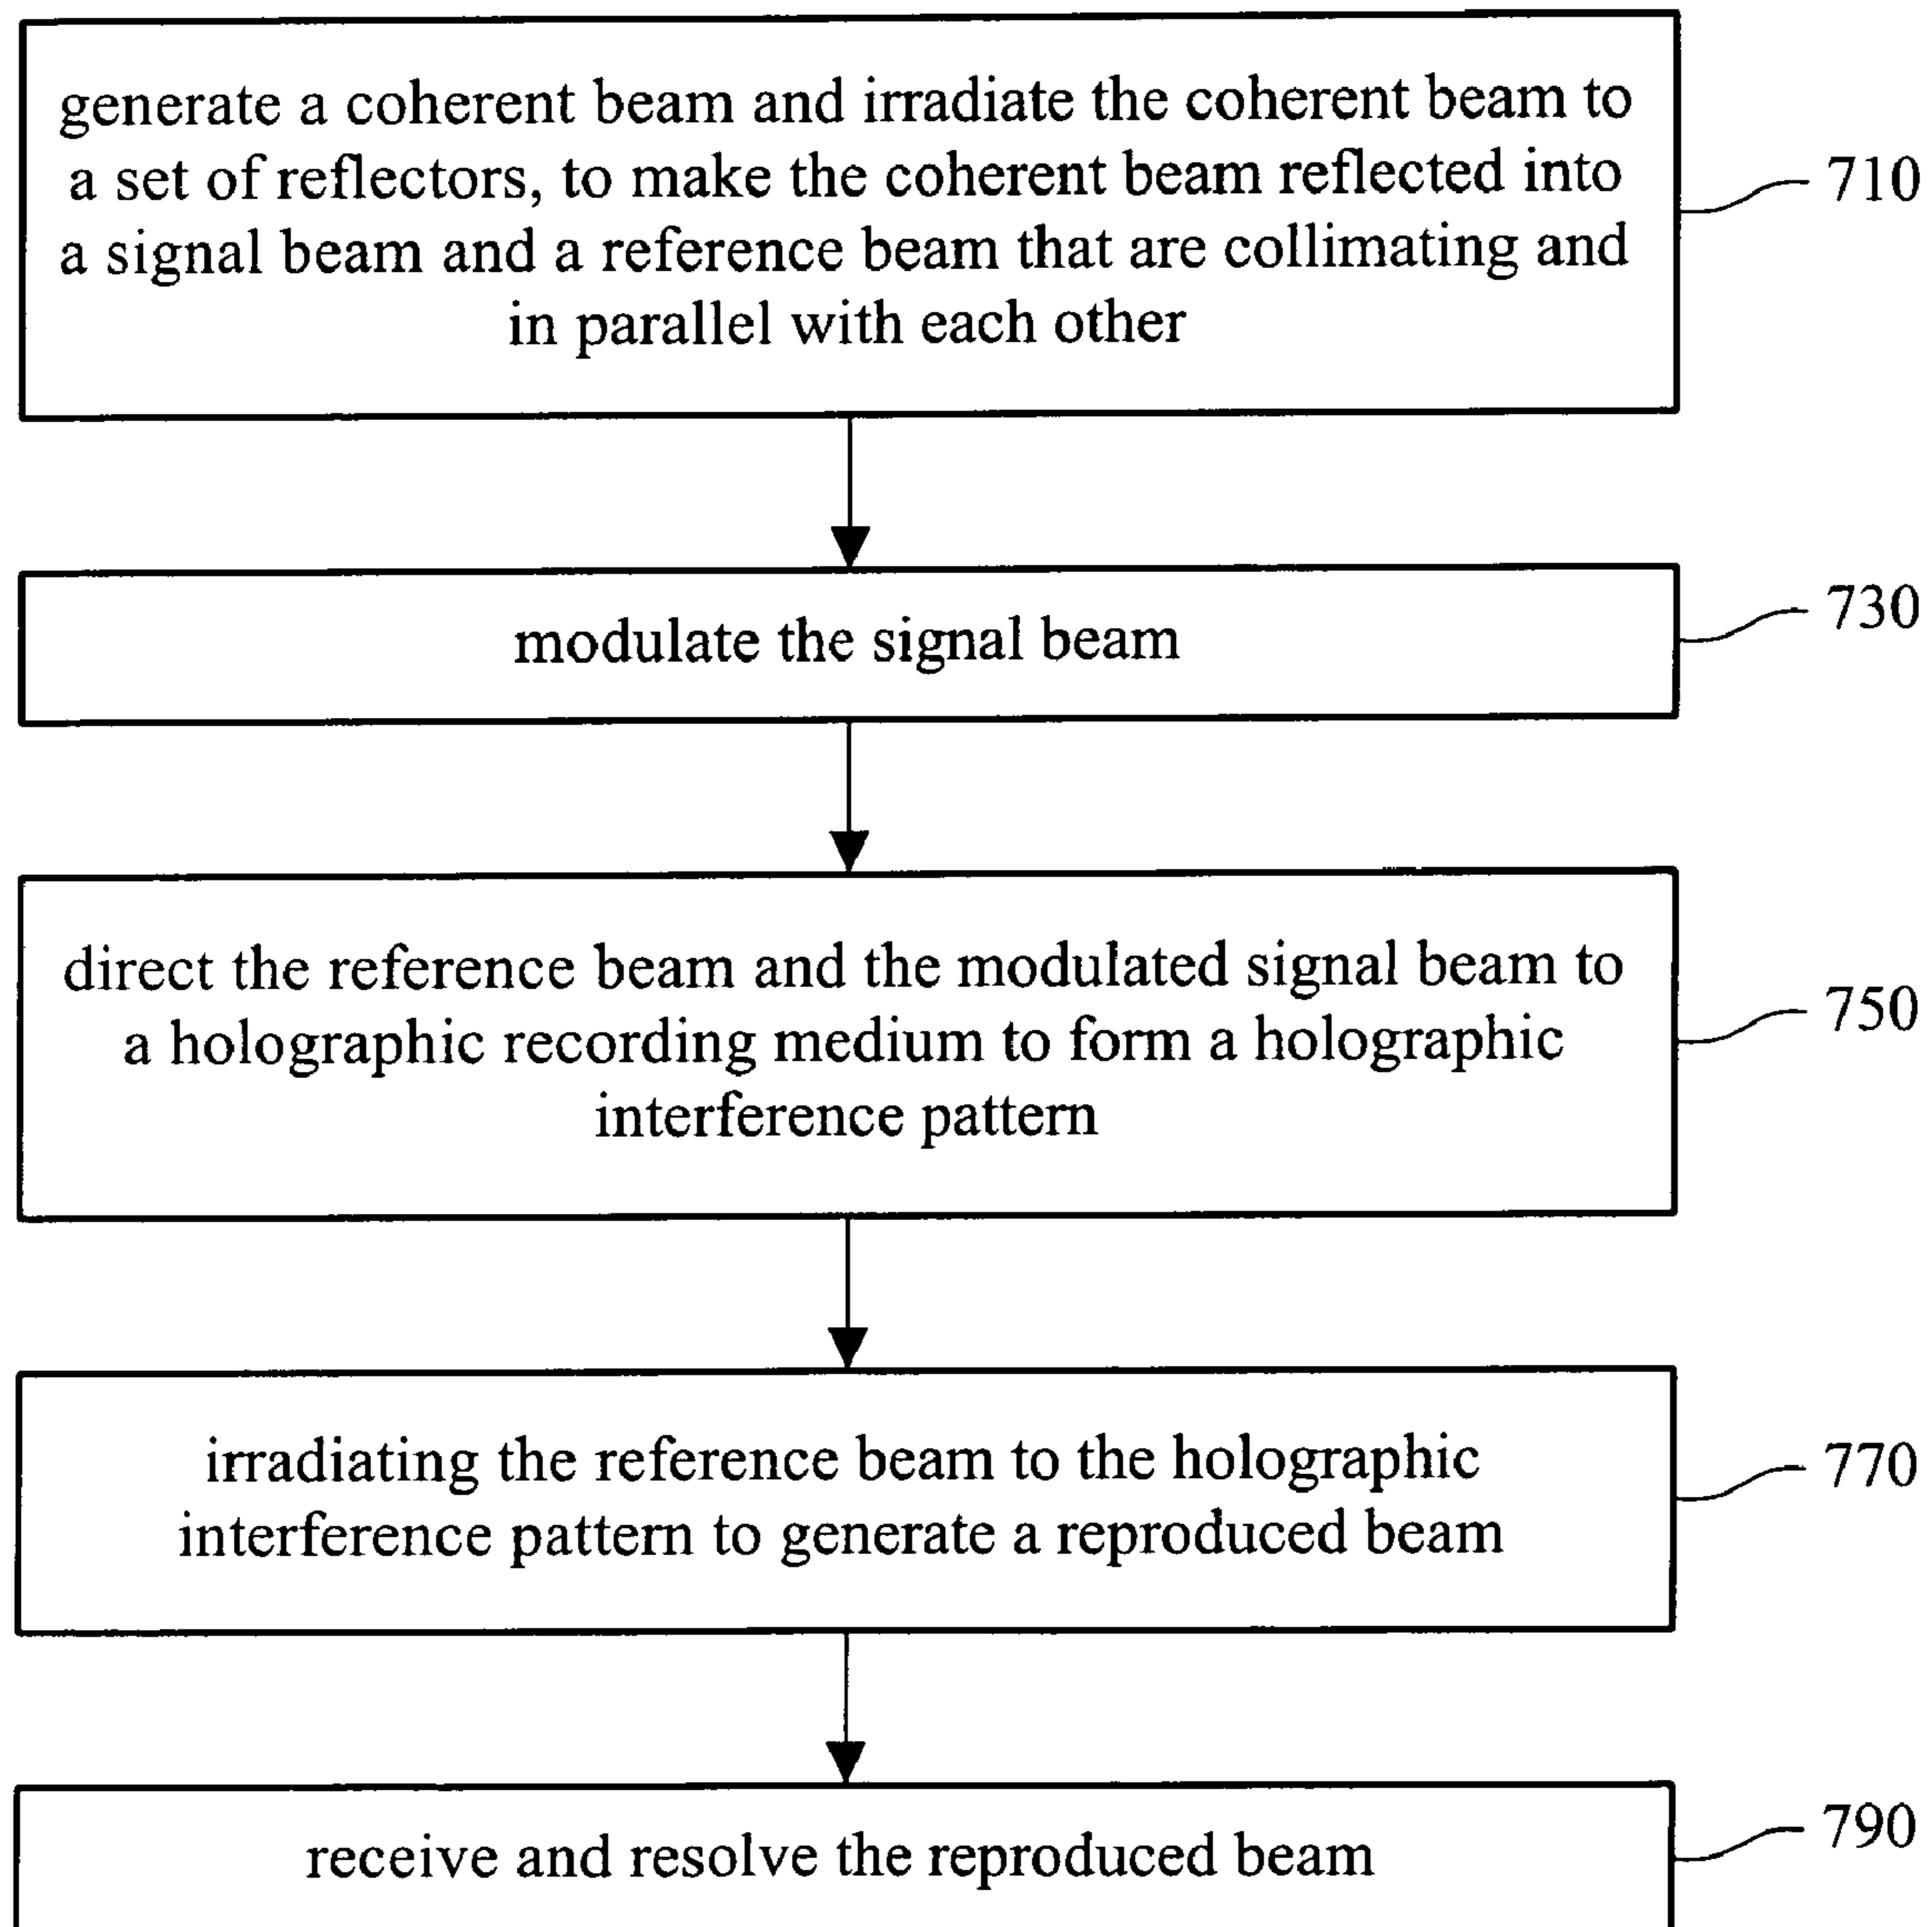 generate a coherent beam and irradiate the coherent beam to
a set of reflectors, to make the coherent beam reflected into
a signal beam and a reference beam that are collimating and
in parallel with each other
710
modulate the signal beam
730
direct the reference beam and the modulated signal beam to
a holographic recording medium to form a holographic
interference pattern
750
irradiating the reference beam to the holographic
interference pattern to generate a reproduced beam
770
receive and resolve the reproduced beam
790